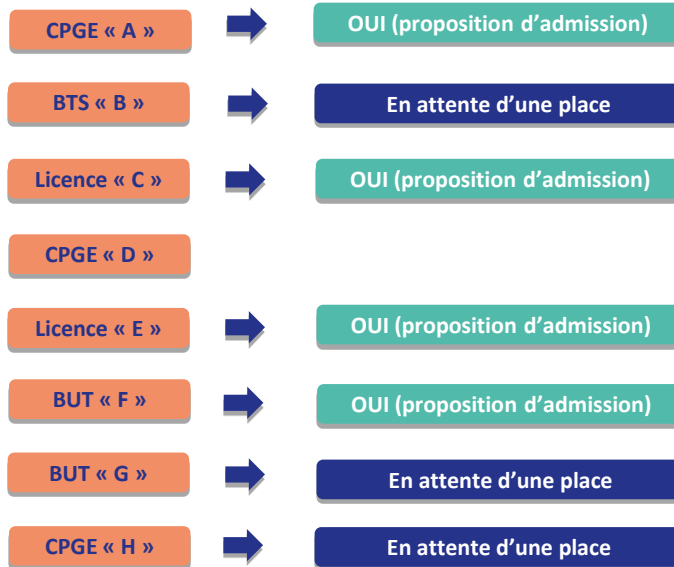 CPGE « A » OUI (proposition d’admission)
BTS « B » En attente d’une place
Licence « C » OUI (proposition d’admission)
CPGE « D »
Licence « E » OUI (proposition d’admission)
BUT « F » OUI (proposition d’admission)
BUT « G » En attente d’une place
CPGE « H » En attente d’une place